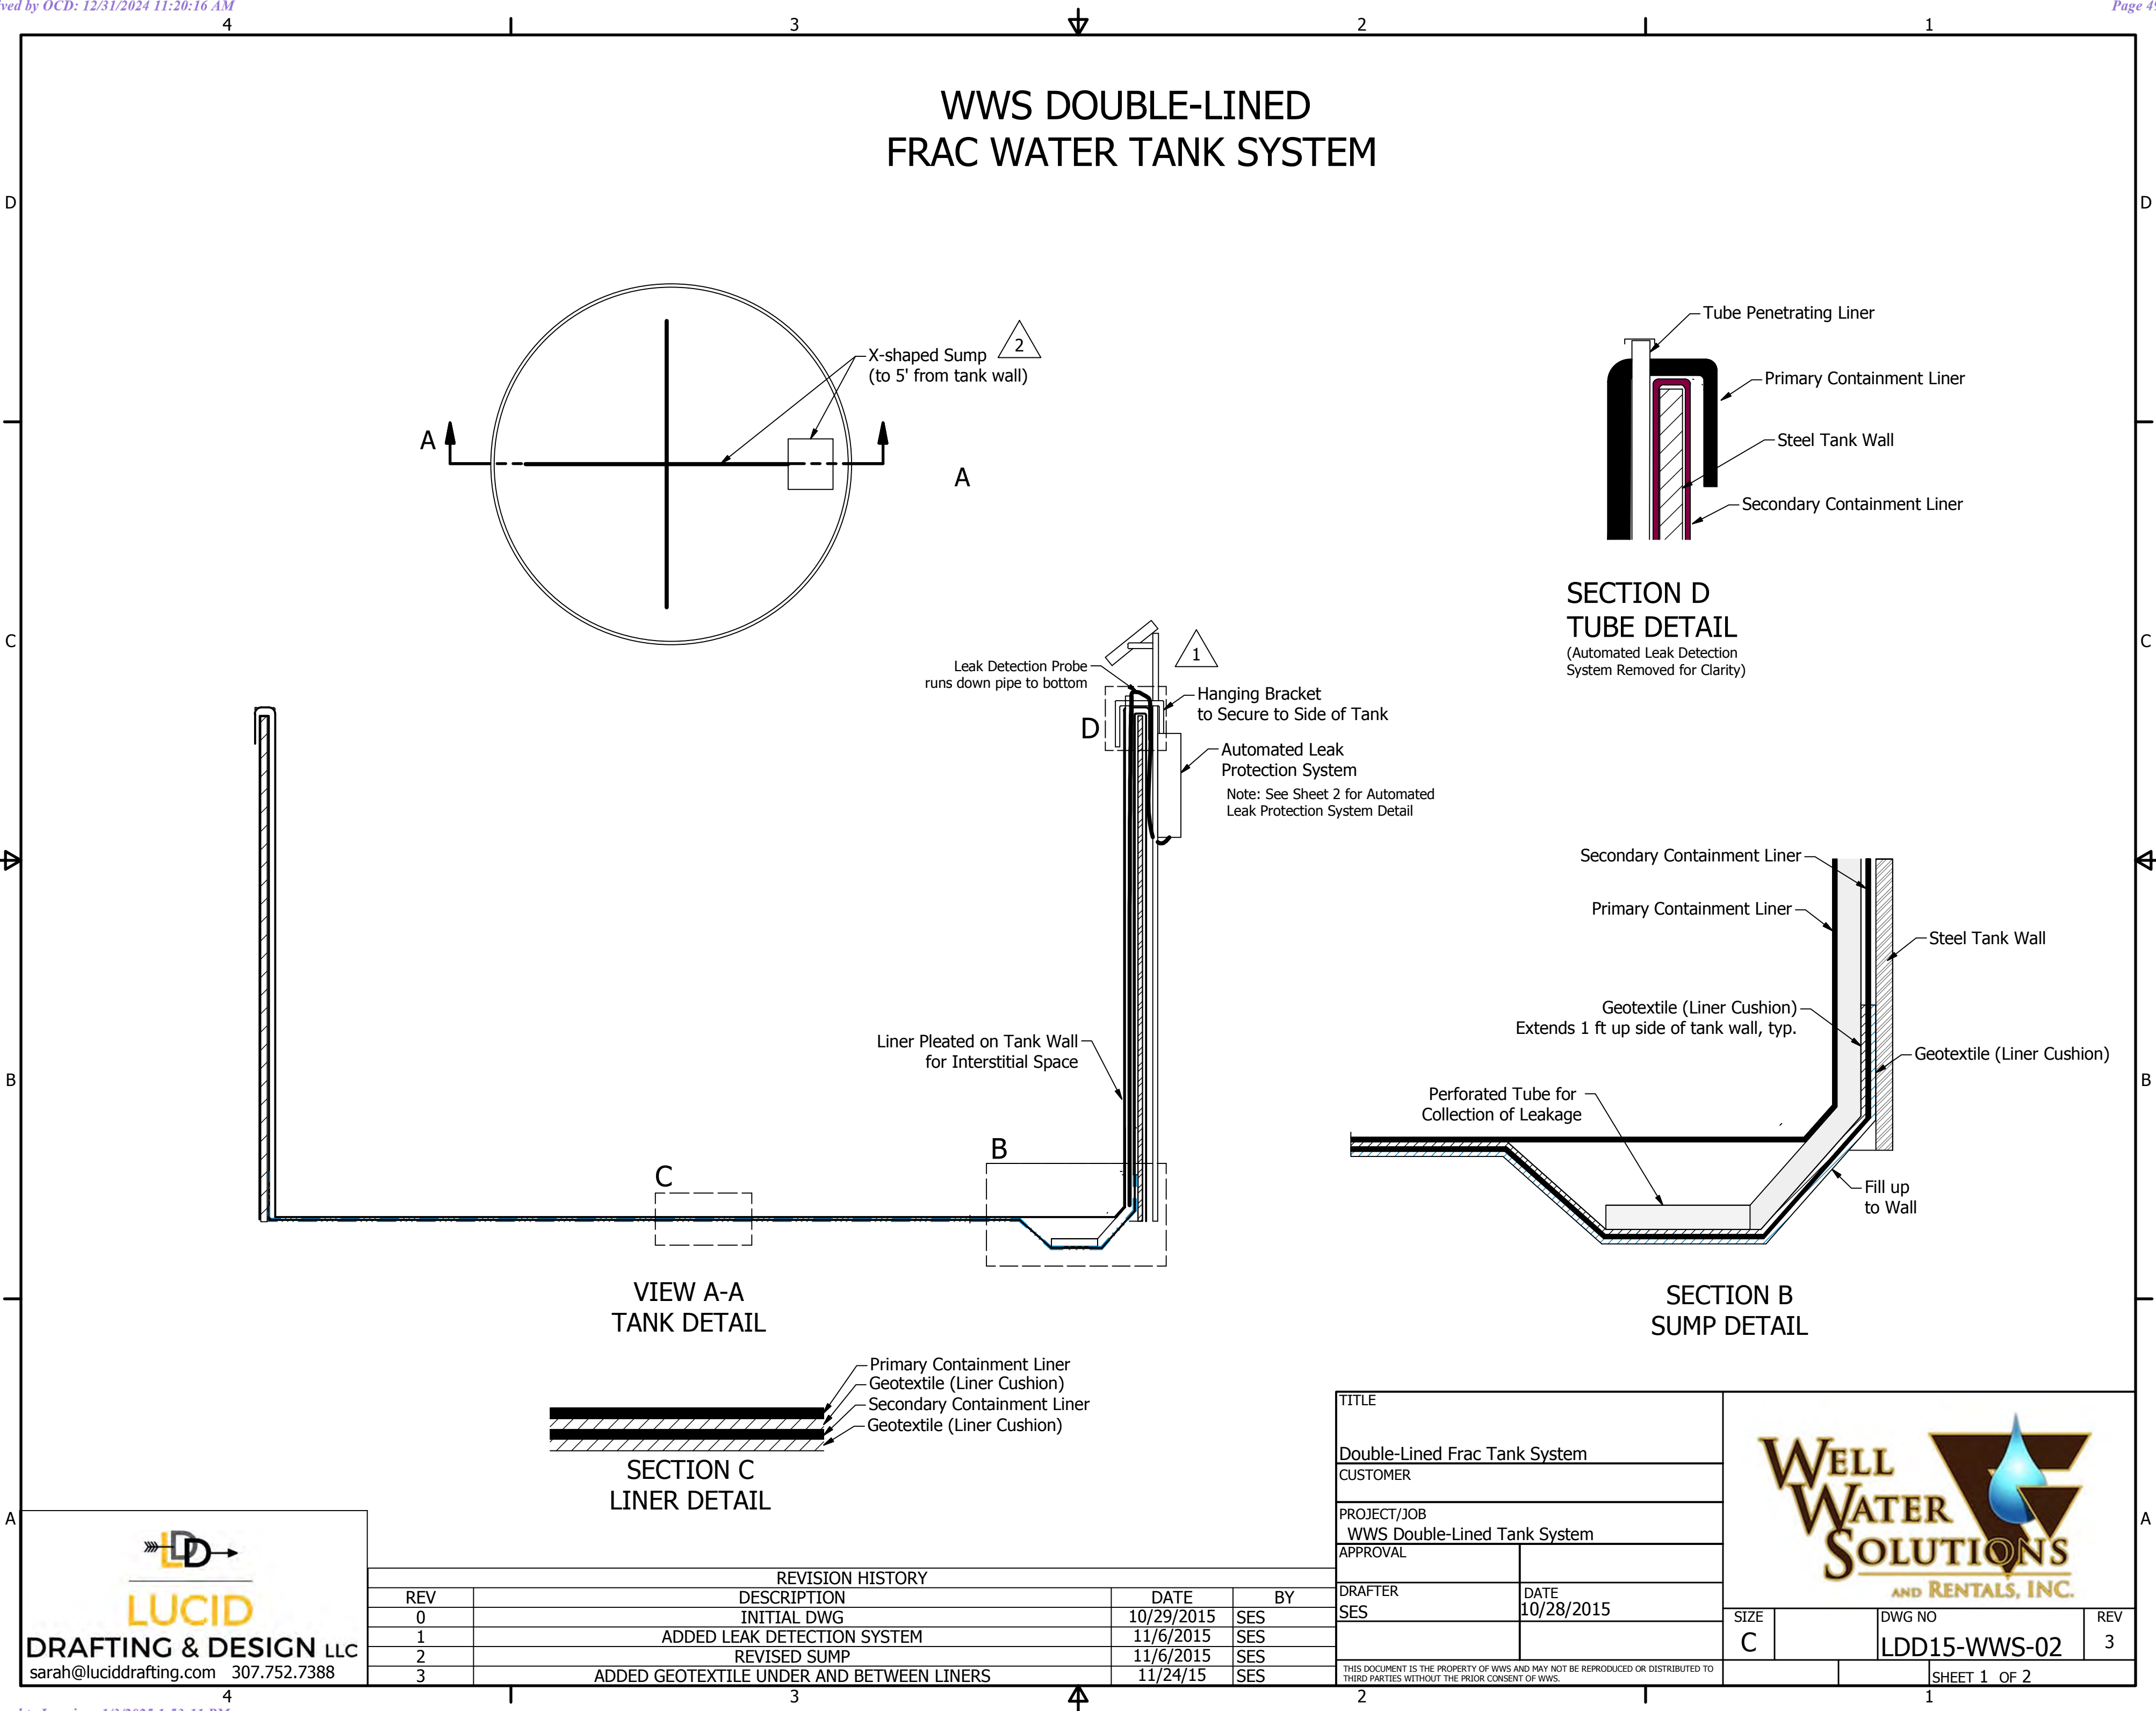 ved by OCD: 12/31/2024 11:20:16 AM
Page 4
4
3
2
1
WWS DOUBLE-LINED
FRAC WATER TANK SYSTEM
D
D
X-shaped Sump
(to 5' from tank wall)
2
A
A
Tube Penetrating Liner
Primary Containment Liner
Steel Tank Wall
Secondary Containment Liner
SECTION D
TUBE DETAIL
(Automated Leak Detection
System Removed for Clarity)
C
C
1
Leak Detection Probe
runs down pipe to bottom
Hanging Bracket
to Secure to Side of Tank
D
Automated Leak
Protection System
Note: See Sheet 2 for Automated
Leak Protection System Detail
Secondary Containment Liner
Primary Containment Liner
Steel Tank Wall
Geotextile (Liner Cushion)
Extends 1 ft up side of tank wall, typ.
Geotextile (Liner Cushion)
Liner Pleated on Tank Wall
for Interstitial Space
B
B
Perforated Tube for
Collection of Leakage
B
C
Fill up
to Wall
VIEW A-A
TANK DETAIL
SECTION B
SUMP DETAIL
Primary Containment Liner
Geotextile (Liner Cushion)
Secondary Containment Liner
Geotextile (Liner Cushion)
SECTION C
LINER DETAIL
A
A
LDD
LUCID
DRAFTING & DESIGN LLC
sarah@luciddrafting.com 307.752.7388
REVISION HISTORY
REV DESCRIPTION DATE BY
0 INITIAL DWG 10/29/2015 SES
1 ADDED LEAK DETECTION SYSTEM 11/6/2015 SES
2 REVISED SUMP 11/6/2015 SES
3 ADDED GEOTEXTILE UNDER AND BETWEEN LINERS 11/24/15 SES
TITLE
Double-Lined Frac Tank System
CUSTOMER
PROJECT/JOB
WWS Double-Lined Tank System
APPROVAL
DRAFTER
SES
DATE
10/28/2015
THIS DOCUMENT IS THE PROPERTY OF WWS AND MAY NOT BE REPRODUCED OR DISTRIBUTED TO
THIRD PARTIES WITHOUT THE PRIOR CONSENT OF WWS.
WELL
WATER
SOLUTIONS
AND RENTALS, INC.
SIZE
C
DWG NO
LDD15-WWS-02
REV
3
SHEET 1 OF 2
4
3
2
1